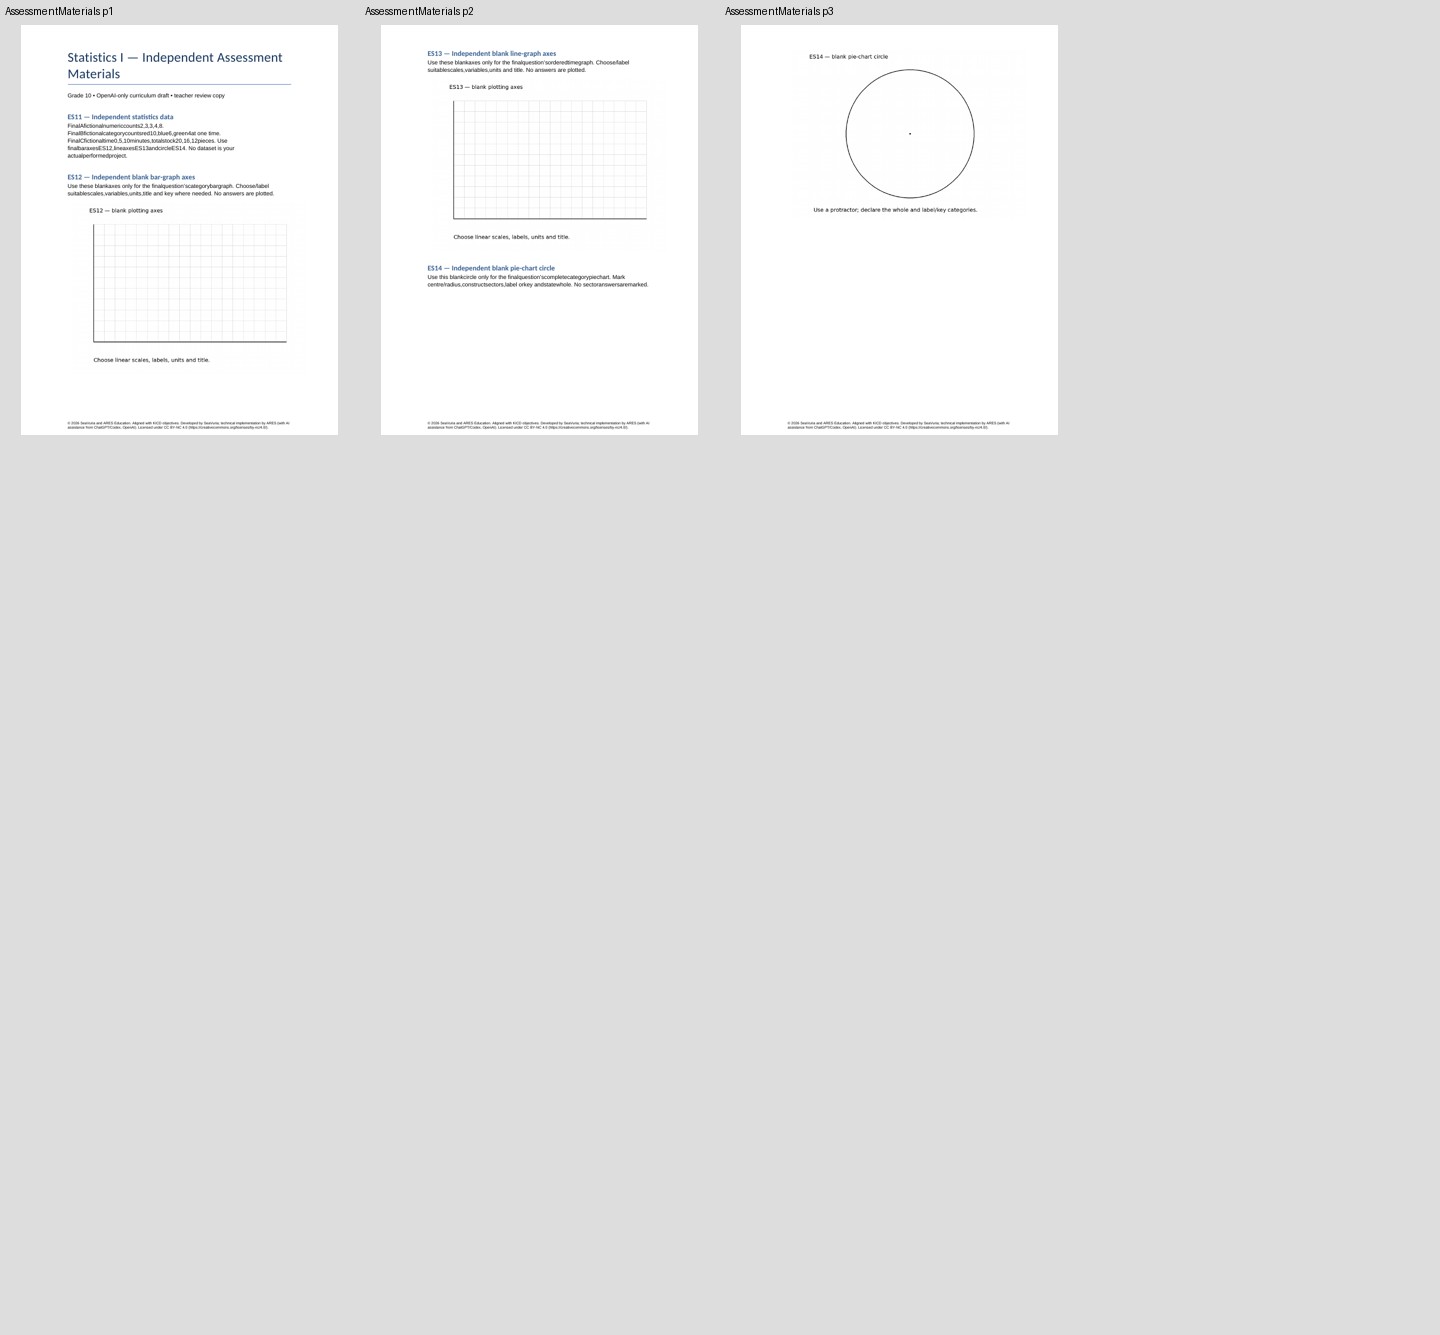 AssessmentMaterials p1
Statistics I — Independent Assessment
Materials
Grade 10 • OpenAI-only curriculum draft • teacher review copy
ES11 — Independent statistics data
FinalAfictionalnumericcounts2,3,3,4,8.
FinalBfictionalcategorycountsred10,blue6,green4at one time.
FinalCfictionaltime0,5,10minutes,totalstock20,16,12pieces. Use
finalbaraxesES12,lineaxesES13andcircleES14. No dataset is your
actualperformedproject.
ES12 — Independent blank bar-graph axes
Use these blankaxes only for the finalquestion'scategorybargraph. Choose/label
suitablescales,variables,units,title and key where needed. No answers are plotted.
ES12 — blank plotting axes
Choose linear scales, labels, units and title.
AssessmentMaterials p2
ES13 — Independent blank line-graph axes
Use these blankaxes only for the finalquestion'sorderedtimegraph. Choose/label
suitablescales,variables,units and title. No answers are plotted.
ES13 — blank plotting axes
Choose linear scales, labels, units and title.
ES14 — Independent blank pie-chart circle
Use this blankcircle only for the finalquestion'scompletecategorypiechart. Mark
centre/radius,constructsectors,label orkey andstatewhole. No sectoranswersaremarked.
AssessmentMaterials p3
ES14 — blank pie-chart circle
Use a protractor; declare the whole and label/key categories.